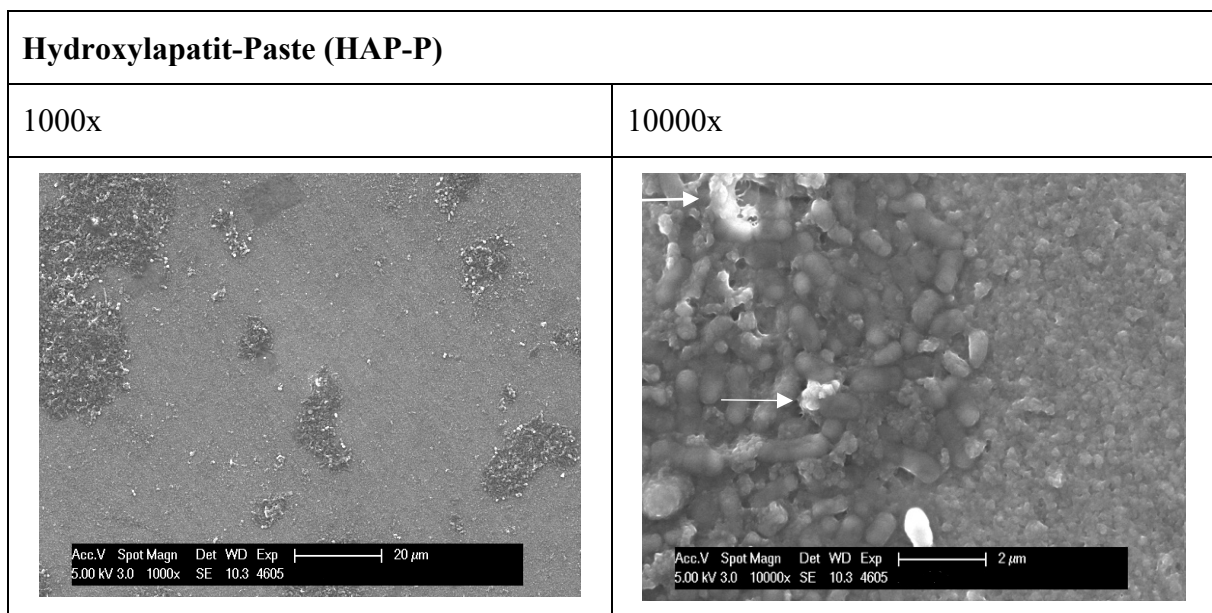 Hydroxylapatit-Paste (HAP-P)
1000x
10000x
Acc.V Spot Magn Det WD Exp 20 µm
5.00 kV 3.0 1000x SE 10.3 4605
Acc.V Spot Magn Det WD Exp 2 µm
5.00 kV 3.0 10000x SE 10.3 4605